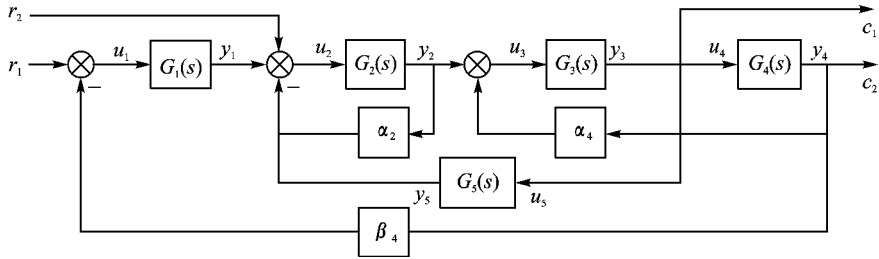 r₂
c₁
r₁ u₁ G₁(s) y₁ u₂ G₂(s) y₂ u₃ G₃(s) y₃ u₄ G₄(s) y₄
c₂
− −
α₂ α₄
y₅ G₅(s) u₅
β₄